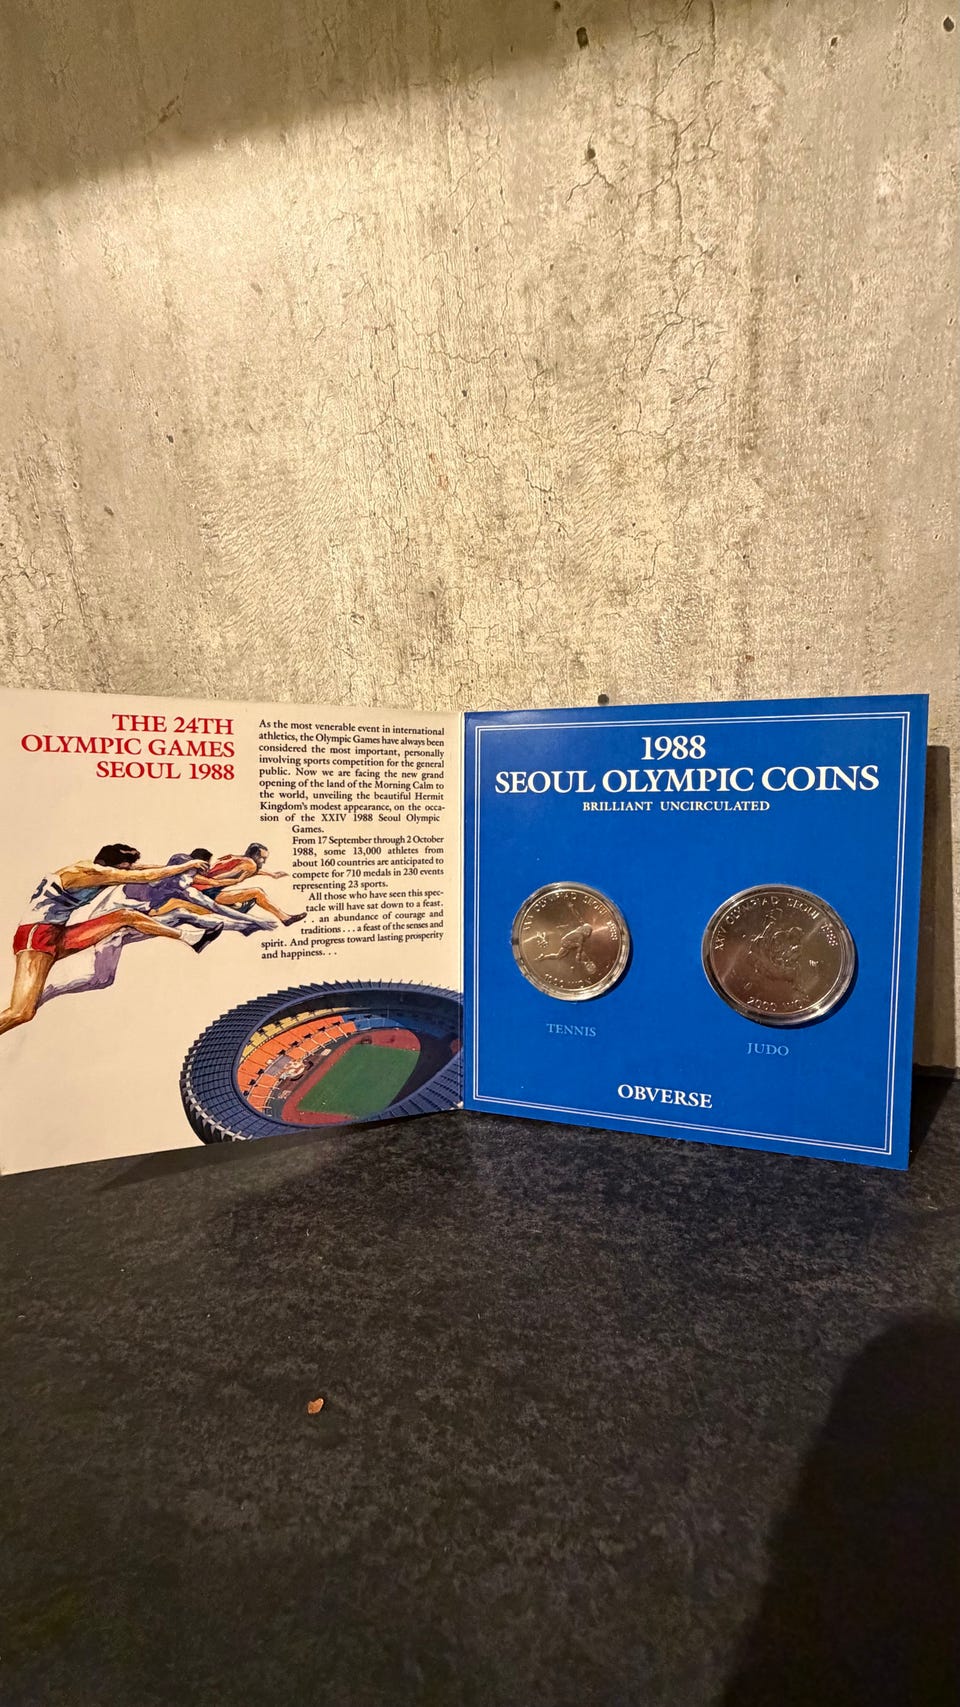 THE 24TH
OLYMPIC GAMES
SEOUL 1988
As the most venerable event in international
athletics, the Olympic Games have always been
considered the most important, personally
involving sports competition for the general
public. Now we are facing the new grand
opening of the land of the Morning Calm to
the world, unveiling the beautiful Hermit
Kingdom's modest appearance, on the occa-
sion of the XXIV 1988 Seoul Olympic
Games.
From 17 September through 2 October
1988, some 13,000 athletes from
about 160 countries are anticipated to
compete for 710 medals in 230 events
representing 23 sports.
All those who have seen this spec-
tacle will have sat down to a feast.
. . . an abundance of courage and
traditions . . . a feast of the senses and
spirit. And progress toward lasting prosperity
and happiness. . .
1988
SEOUL OLYMPIC COINS
BRILLIANT UNCIRCULATED
XXIV OLYMPIAD SEOUL 1988
1000 WON
TENNIS
XXIV OLYMPIAD SEOUL 1988
2000 WON
JUDO
OBVERSE